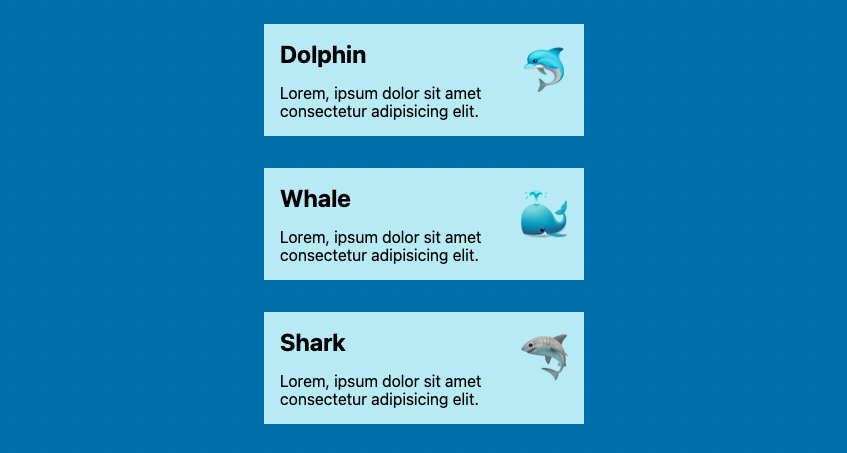 Dolphin
Lorem, ipsum dolor sit amet
consectetur adipisicing elit.
Whale
Lorem, ipsum dolor sit amet
consectetur adipisicing elit.
Shark
Lorem, ipsum dolor sit amet
consectetur adipisicing elit.